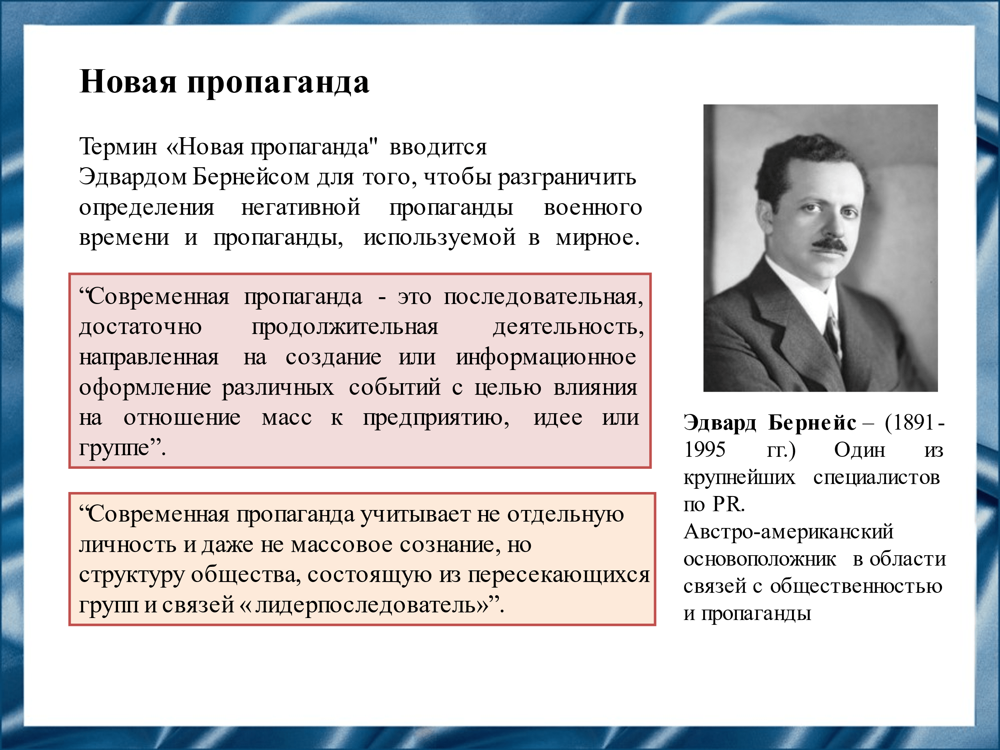 Новая пропаганда
Термин «Новая пропаганда" вводится
Эдвардом Бернейсом для того, чтобы разграничить
определения негативной пропаганды военного
времени и пропаганды, используемой в мирное.
“Современная пропаганда - это последовательная,
достаточно продолжительная деятельность,
направленная на создание или информационное
оформление различных событий с целью влияния
на отношение масс к предприятию, идее или
группе”.
“Современная пропаганда учитывает не отдельную
личность и даже не массовое сознание, но
структуру общества, состоящую из пересекающихся
групп и связей « лидерпоследователь»”.
Эдвард Бернейс – (1891-
1995 гг.) Один из
крупнейших специалистов
по PR.
Австро-американский
основоположник в области
связей с общественностью
и пропаганды